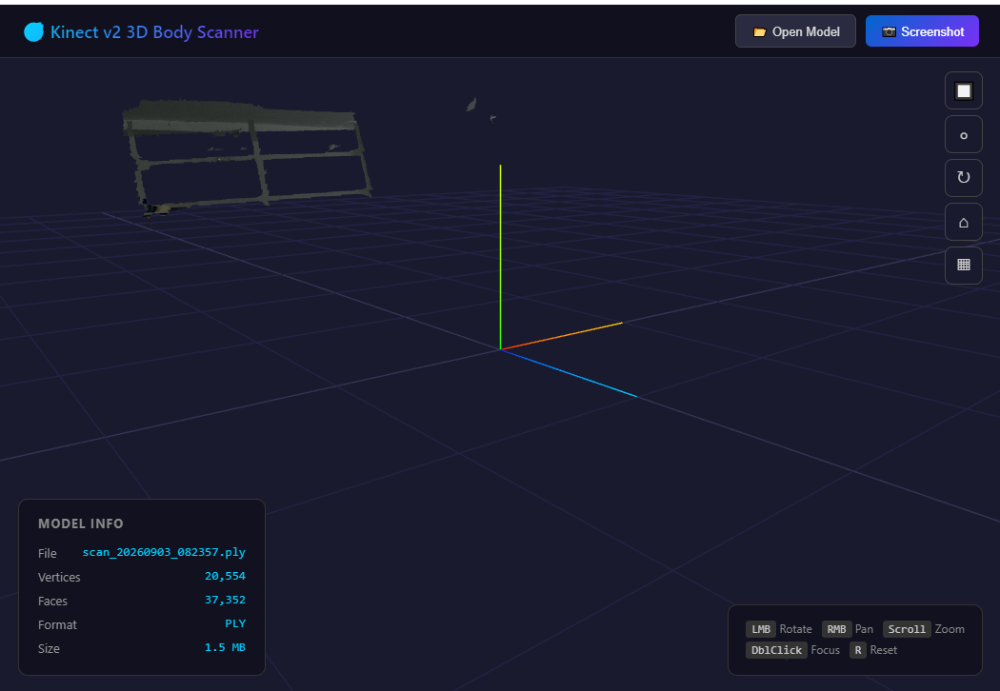 Kinect v2 3D Body Scanner
Open Model
Screenshot
MODEL INFO
File scan_20260903_082357.ply
Vertices 20,554
Faces 37,352
Format PLY
Size 1.5 MB
LMB Rotate RMB Pan Scroll Zoom
DblClick Focus R Reset